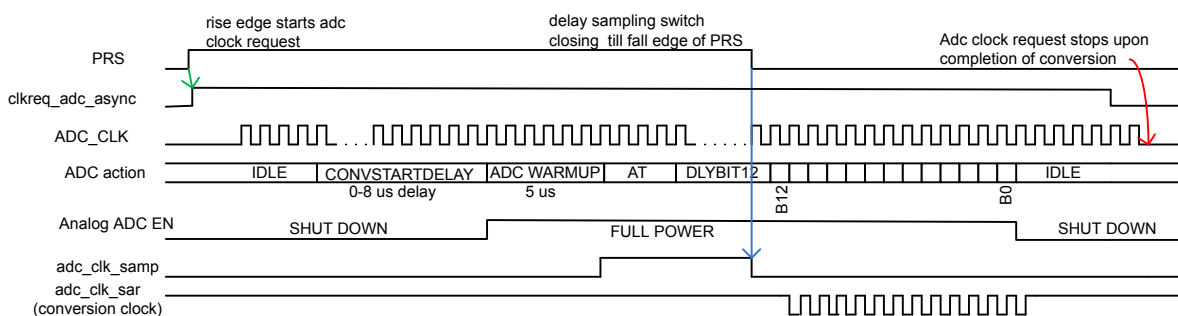 rise edge starts adc
clock request
delay sampling switch
closing till fall edge of PRS
Adc clock request stops upon
completion of conversion
PRS
clkreq_adc_async
ADC_CLK
ADC action
IDLE
CONVSTARTDELAY
ADC WARMUP
AT
DLYBIT12
B12
B0
IDLE
0-8 us delay
5 us
Analog ADC EN
SHUT DOWN
FULL POWER
SHUT DOWN
adc_clk_samp
adc_clk_sar
(conversion clock)